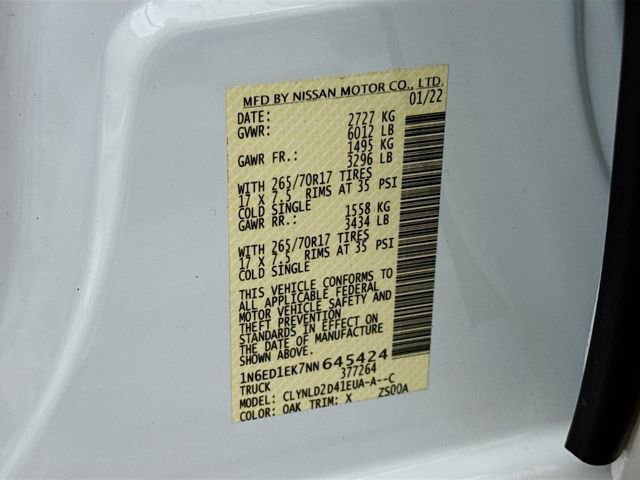 MFD BY NISSAN MOTOR CO., LTD.
DATE: 01/22
GVWR: 2727 KG
6012 LB
GAWR FR.: 1495 KG
3296 LB
WITH 265/70R17 TIRES
17 X 7.5 RIMS AT 35 PSI
COLD SINGLE
GAWR RR.: 1558 KG
3434 LB
WITH 265/70R17 TIRES
17 X 7.5 RIMS AT 35 PSI
COLD SINGLE
THIS VEHICLE CONFORMS TO
ALL APPLICABLE FEDERAL
MOTOR VEHICLE SAFETY AND
THEFT PREVENTION
STANDARDS IN EFFECT ON
THE DATE OF MANUFACTURE
SHOWN ABOVE.
1N6ED1EK7NN645424
TRUCK 377264
MODEL: CLYNLD2D41EUA-A--C
COLOR: OAK TRIM: X ZS00A